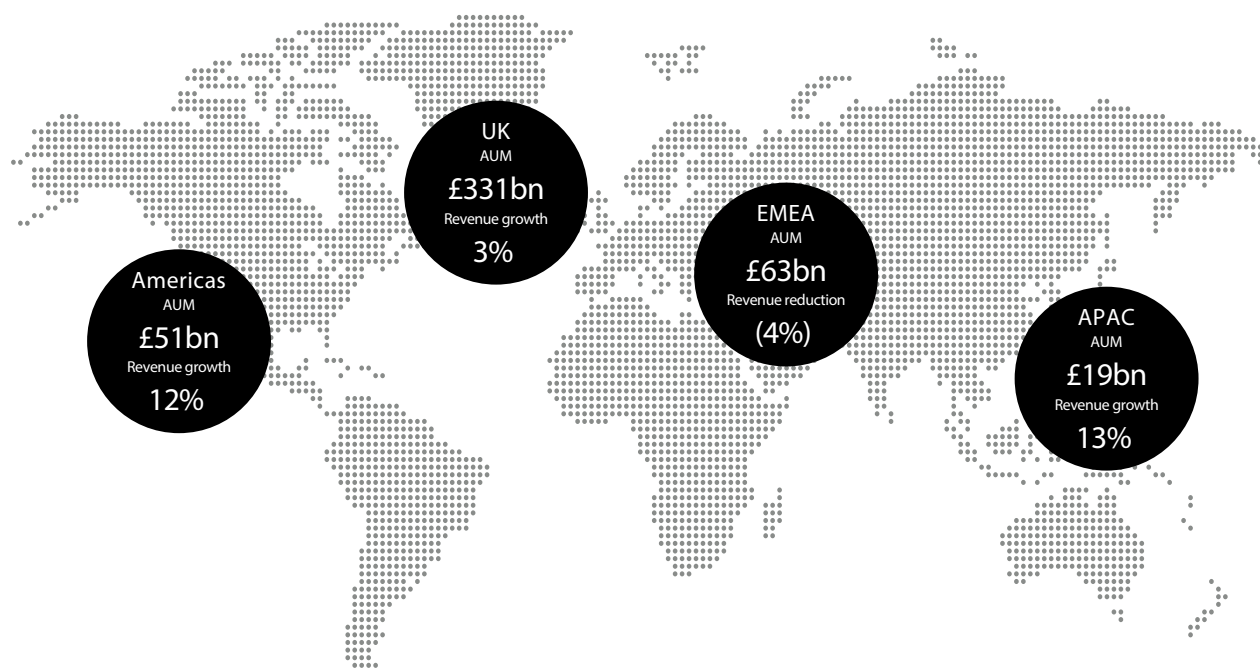 UK
AUM
£331bn
Revenue growth
3%
EMEA
AUM
£63bn
Revenue reduction
(4%)
Americas
AUM
£51bn
Revenue growth
12%
APAC
AUM
£19bn
Revenue growth
13%